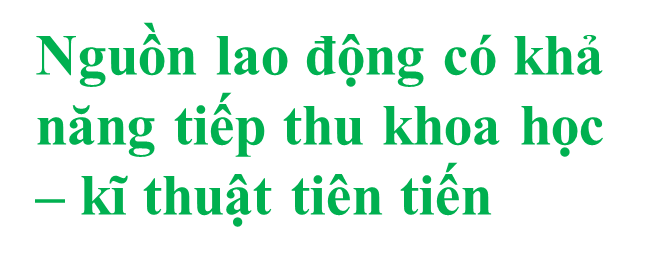 Nguồn lao động có khả
năng tiếp thu khoa học
– kĩ thuật tiên tiến